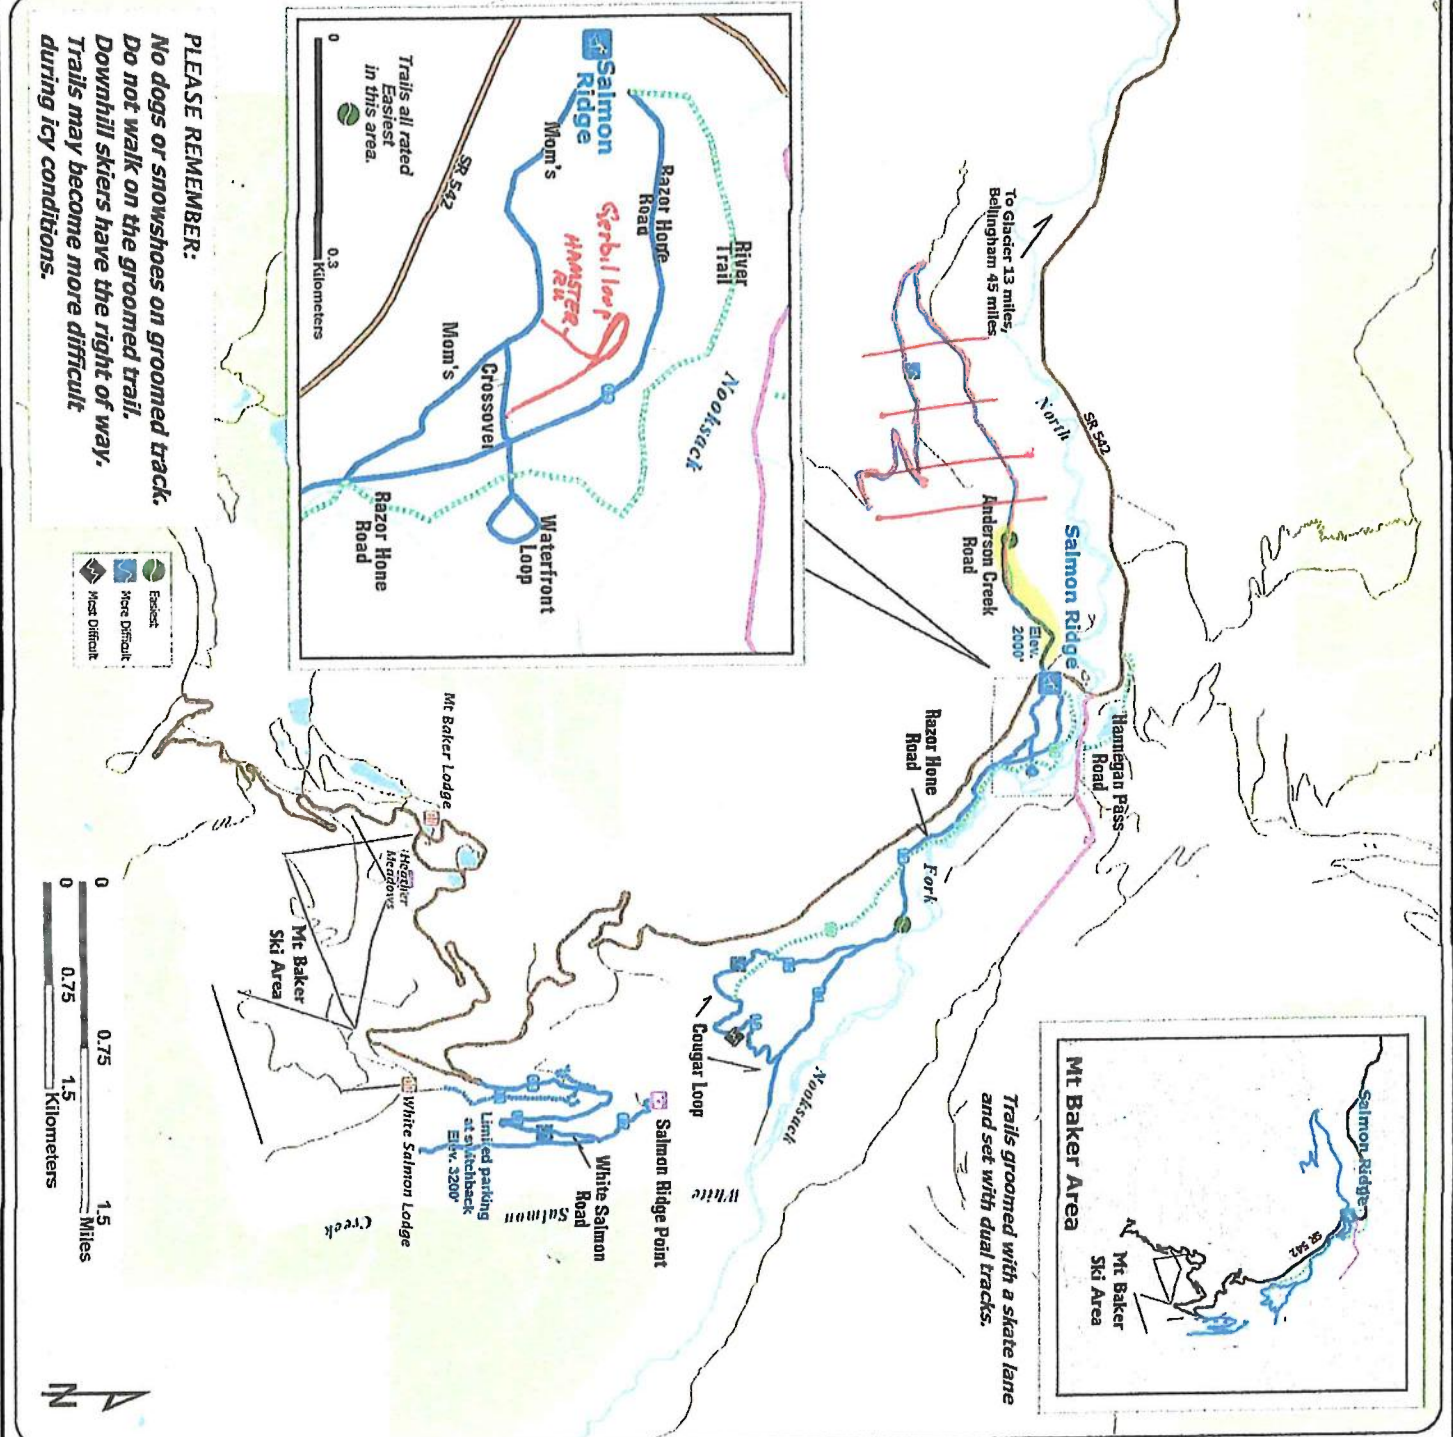 To Glacier 13 miles,
Bellingham 45 miles
SR 542
North
Anderson Creek
Road
Salmon Ridge
Elev.
2000'
Hannegan Pass
Road
Razor Hone
Road
Fork
Nooksack
Cougar Loop
White
Salmon
Creek
Salmon Ridge Point
White Salmon
Road
Limited parking
at switchback
Elev. 3200'
White Salmon Lodge
Mt Baker Lodge
Heather
Meadows
Mt Baker
Ski Area
Salmon
Ridge
Mom's
Razor Hone
Road
River
Trail
Gerbil loop
HAMSTER
Nooksack
SR 542
Mom's
Crossover
Waterfront
Loop
Razor Hone
Road
Trails all rated
Easiest
in this area.
0
0.3
Kilometers
PLEASE REMEMBER:
No dogs or snowshoes on groomed track.
Do not walk on the groomed trail.
Downhill skiers have the right of way.
Trails may become more difficult
during icy conditions.
Easiest
More Difficult
Most Difficult
Salmon Ridge
SR 542
Mt Baker
Ski Area
Mt Baker Area
Trails groomed with a skate lane
and set with dual tracks.
0 0.75 1.5
Miles
0 0.75 1.5
Kilometers
N